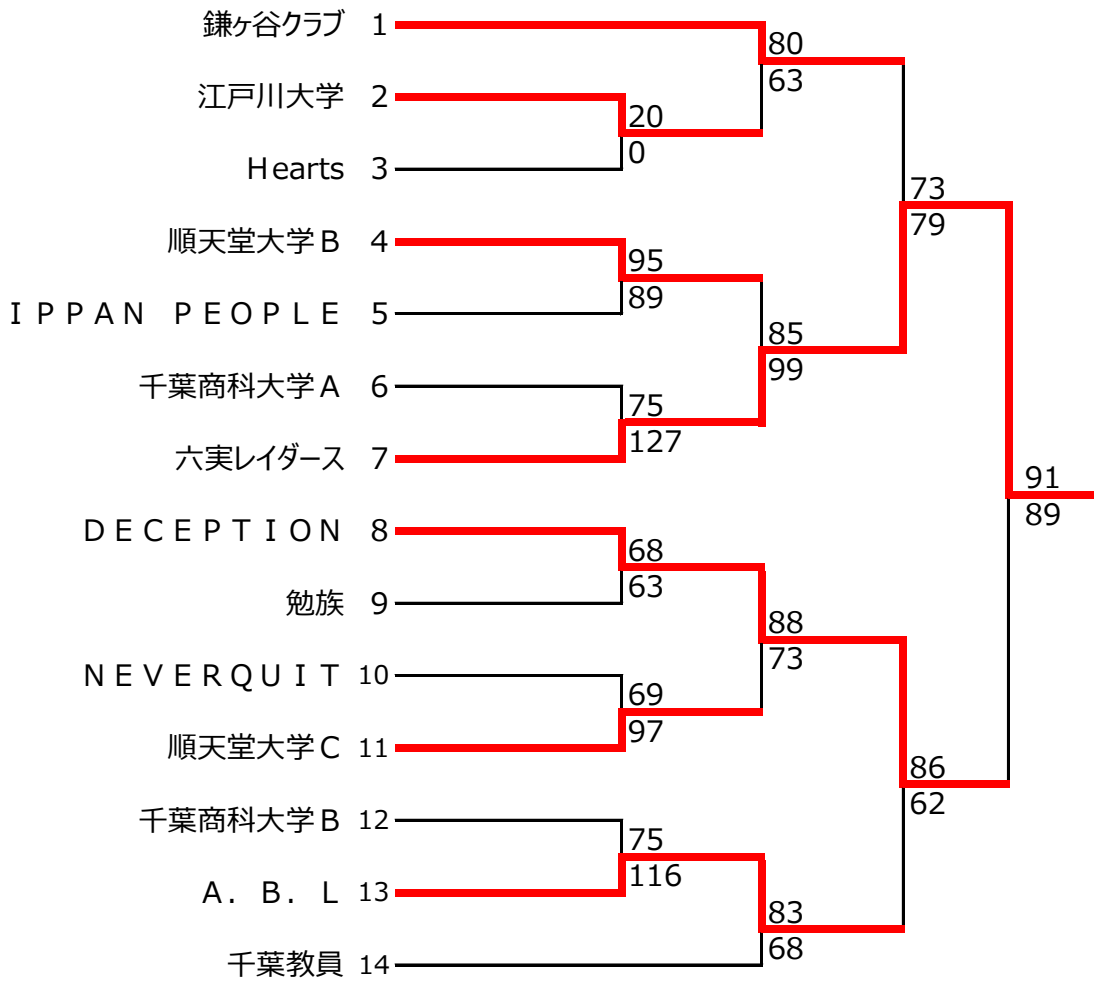 鎌ヶ谷クラブ 1
80
63
江戸川大学 2
20
0
Hearts 3
73
79
順天堂大学B 4
95
89
IPPAN PEOPLE 5
85
99
千葉商科大学A 6
75
127
六実レイダース 7
91
89
DECEPTION 8
68
63
勉族 9
88
73
NEVERQUIT 10
69
97
順天堂大学C 11
86
62
千葉商科大学B 12
75
116
A.B.L 13
83
68
千葉教員 14